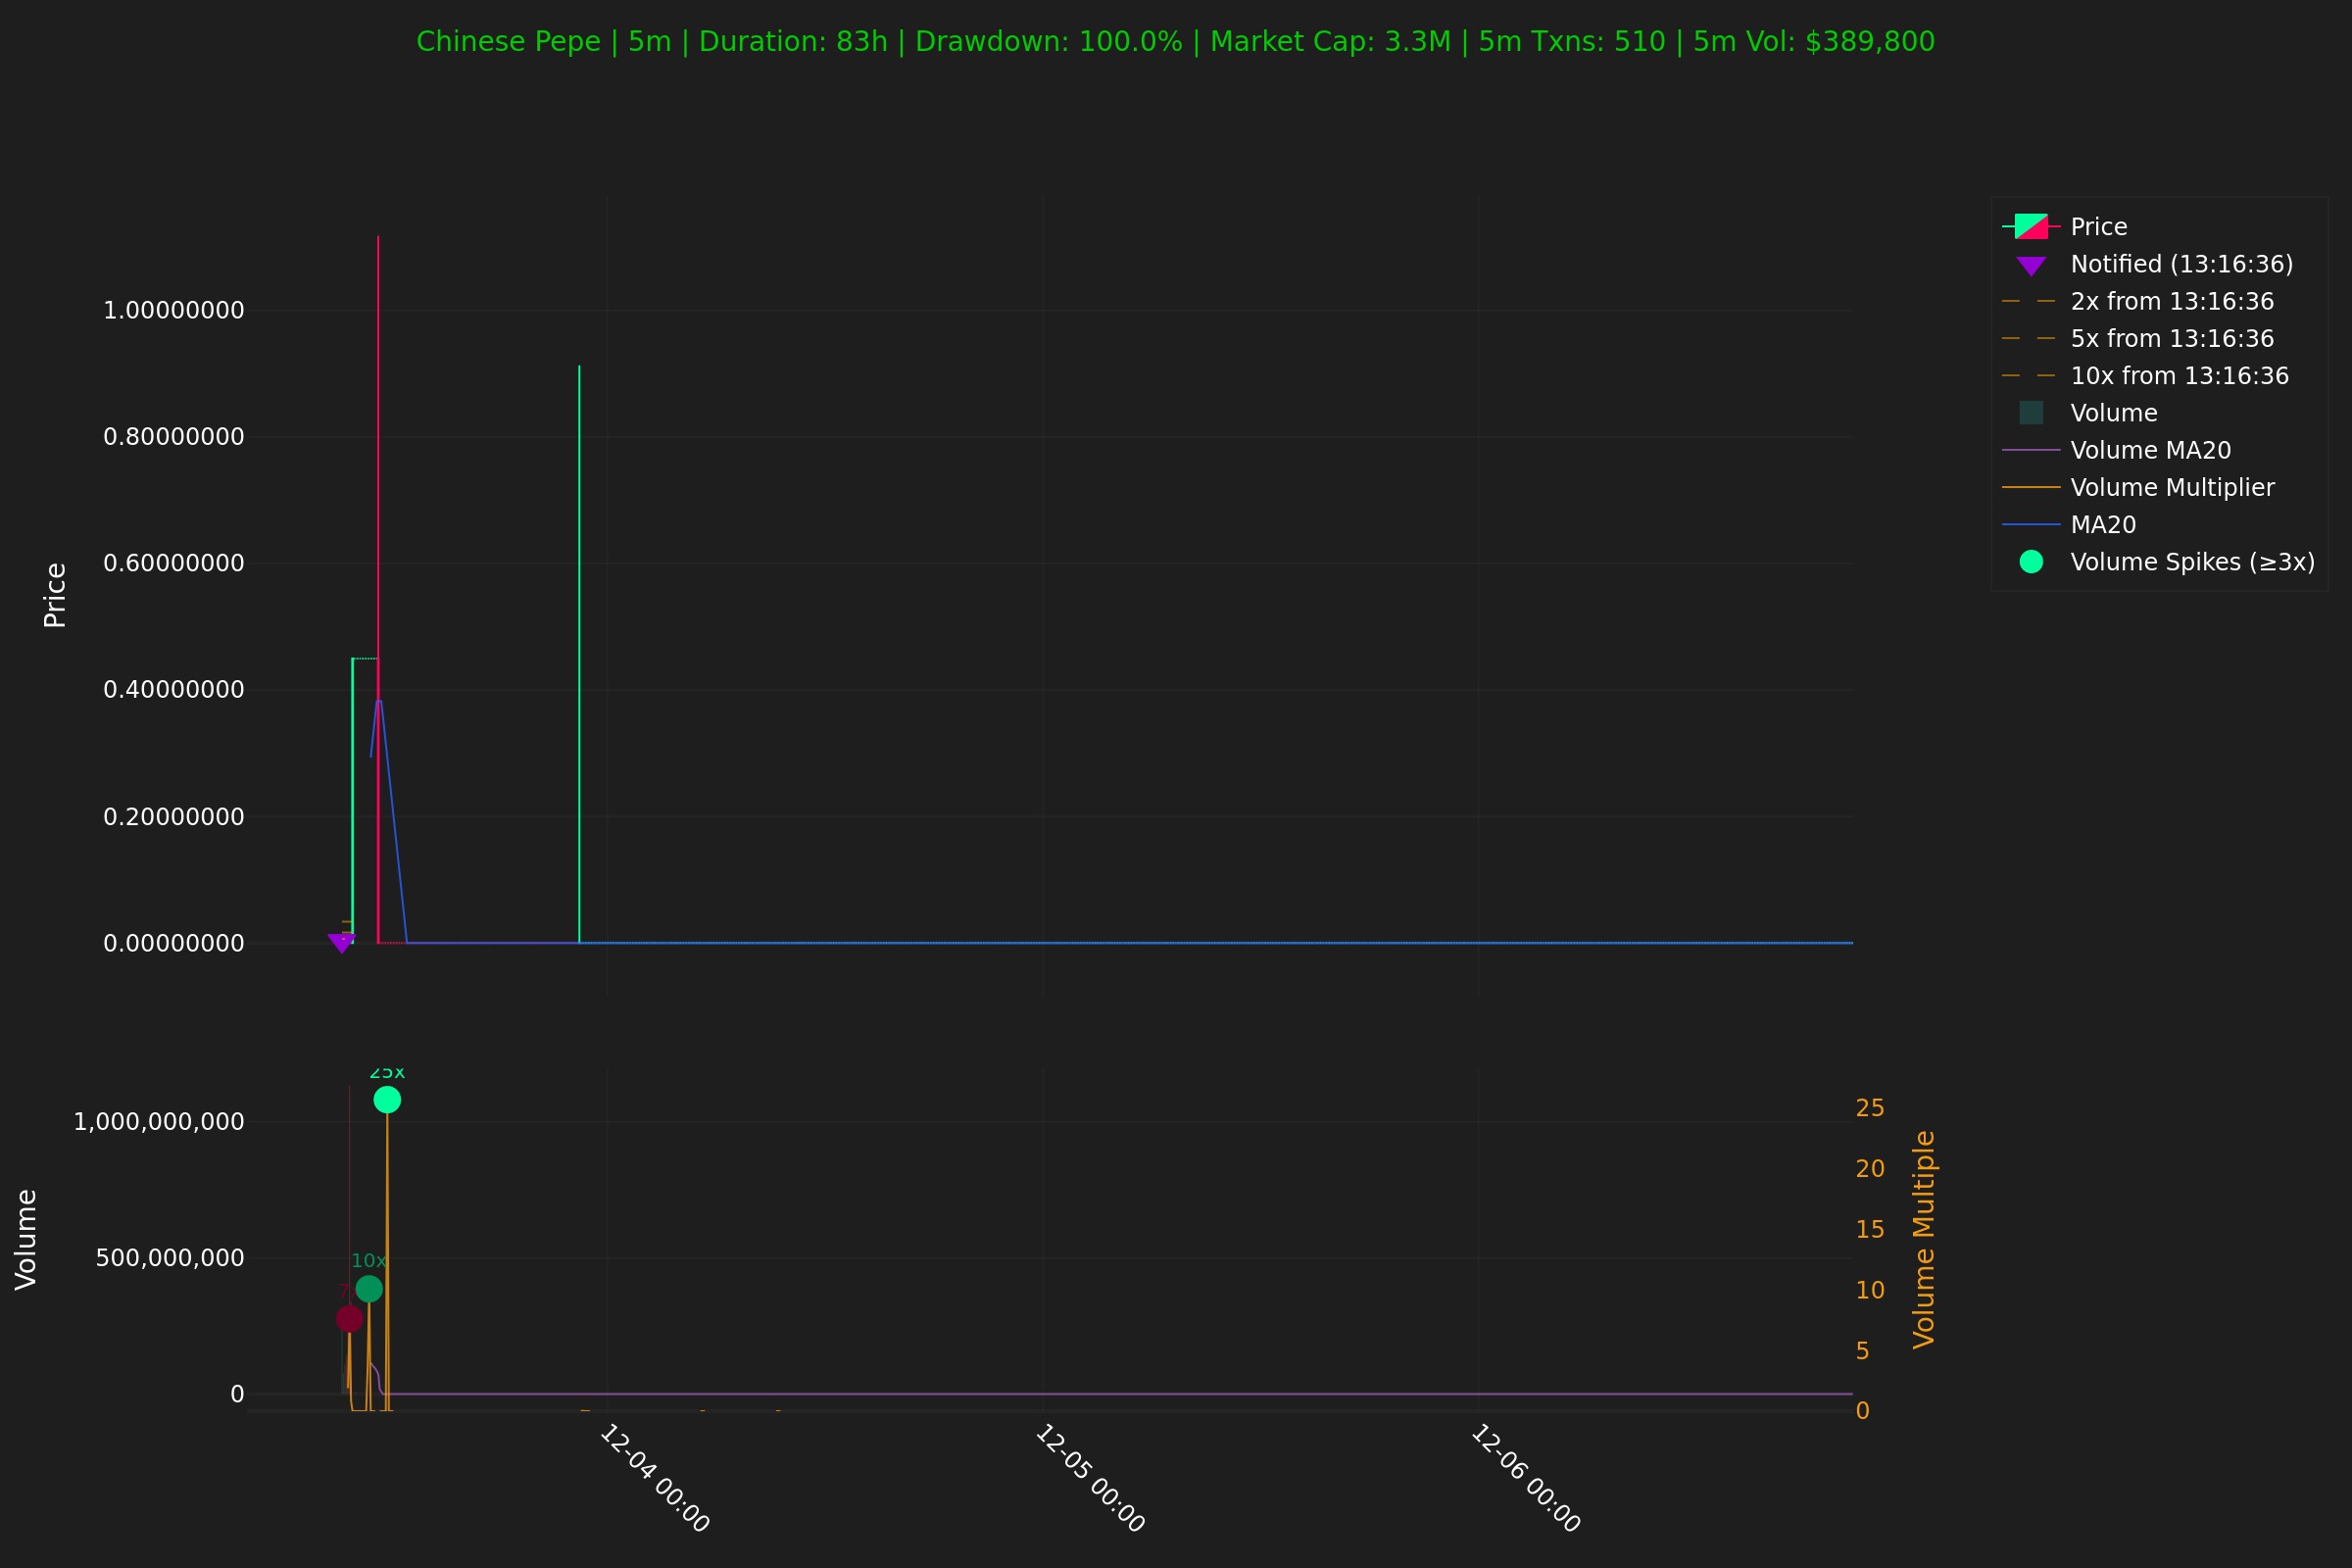 Chinese Pepe | 5m | Duration: 83h | Drawdown: 100.0% | Market Cap: 3.3M | 5m Txns: 510 | 5m Vol: $389,800
Price
1.00000000
0.80000000
0.60000000
0.40000000
0.20000000
0.00000000
Price
Notified (13:16:36)
2x from 13:16:36
5x from 13:16:36
10x from 13:16:36
Volume
Volume MA20
Volume Multiplier
MA20
Volume Spikes (≥3x)
Volume
1,000,000,000
500,000,000
0
25x
10x
25
20
15
10
5
0
Volume Multiple
12-04 00:00
12-05 00:00
12-06 00:00